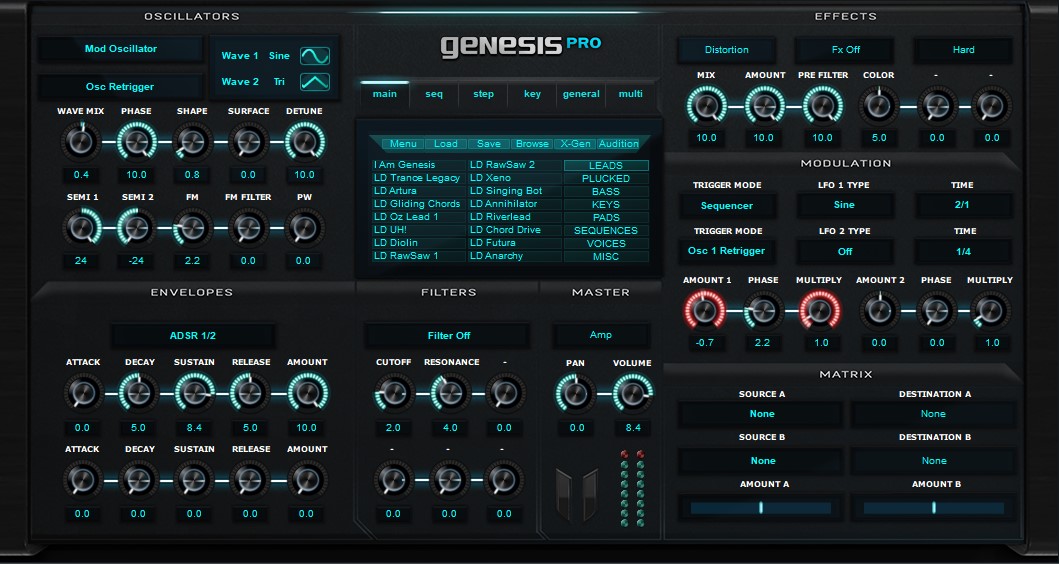 OSCILLATORS
Mod Oscillator
Wave 1 Sine
Wave 2 Tri
Osc Retrigger
WAVE MIX PHASE SHAPE SURFACE DETUNE
0.4 10.0 0.8 0.0 10.0
SEMI 1 SEMI 2 FM FM FILTER PW
24 -24 2.2 0.0 0.0
genesis PRO
main seq step key general multi
Menu Load Save Browse X-Gen Audition
I Am Genesis LD RawSaw 2 LEADS
LD Trance Legacy LD Xeno PLUCKED
LD Artura LD Singing Bot BASS
LD Gliding Chords LD Annihilator KEYS
LD Oz Lead 1 LD Riverlead PADS
LD UH! LD Chord Drive SEQUENCES
LD Diolin LD Futura VOICES
LD RawSaw 1 LD Anarchy MISC
EFFECTS
Distortion Fx Off Hard
MIX AMOUNT PRE FILTER COLOR - -
10.0 10.0 10.0 5.0 0.0 0.0
MODULATION
TRIGGER MODE LFO 1 TYPE TIME
Sequencer Sine 2/1
TRIGGER MODE LFO 2 TYPE TIME
Osc 1 Retrigger Off 1/4
AMOUNT 1 PHASE MULTIPLY AMOUNT 2 PHASE MULTIPLY
-0.7 2.2 1.0 0.0 0.0 1.0
ENVELOPES
ADSR 1/2
ATTACK DECAY SUSTAIN RELEASE AMOUNT
0.0 5.0 8.4 5.0 10.0
ATTACK DECAY SUSTAIN RELEASE AMOUNT
0.0 0.0 0.0 0.0 0.0
FILTERS
Filter Off
CUTOFF RESONANCE -
2.0 4.0 0.0
- - -
0.0 0.0 0.0
MASTER
Amp
PAN VOLUME
0.0 8.4
MATRIX
SOURCE A DESTINATION A
None None
SOURCE B DESTINATION B
None None
AMOUNT A AMOUNT B